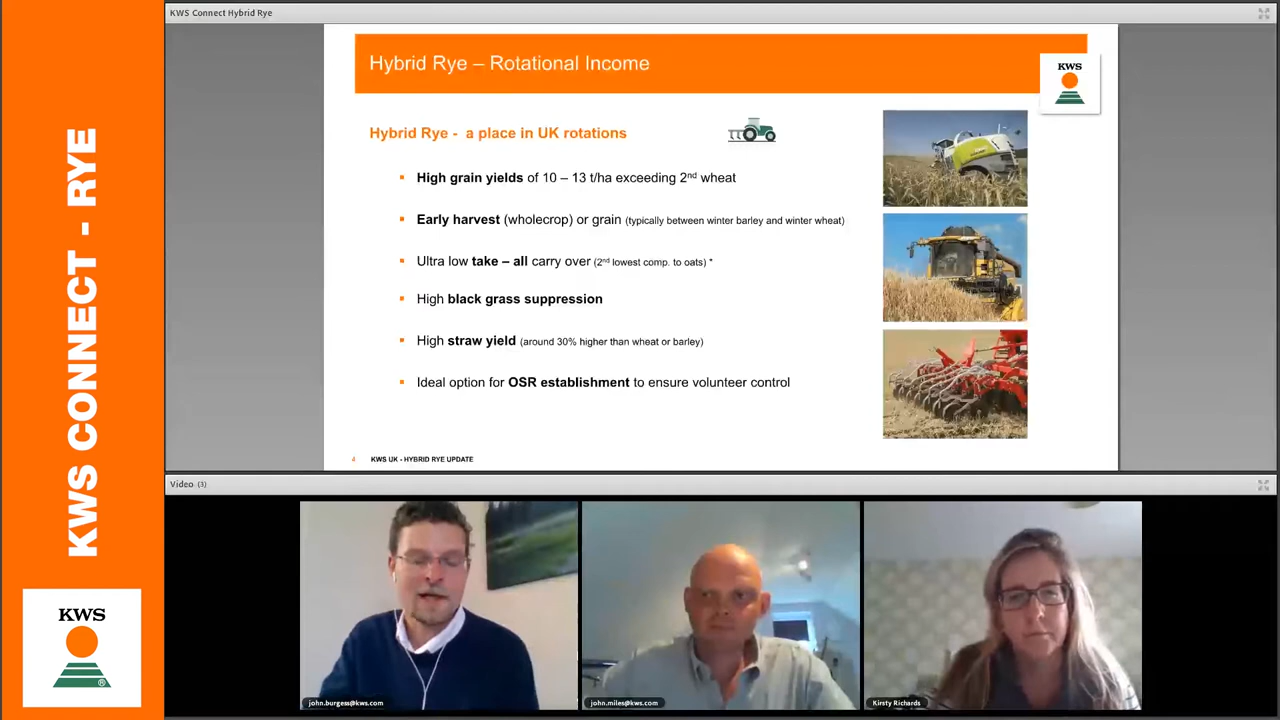 KWS Connect Hybrid Rye
KWS CONNECT - RYE
KWS
®
Hybrid Rye – Rotational Income
KWS
Hybrid Rye - a place in UK rotations
▪ High grain yields of 10 – 13 t/ha exceeding 2nd wheat
▪ Early harvest (wholecrop) or grain (typically between winter barley and winter wheat)
▪ Ultra low take – all carry over (2nd lowest comp. to oats) *
▪ High black grass suppression
▪ High straw yield (around 30% higher than wheat or barley)
▪ Ideal option for OSR establishment to ensure volunteer control
4 KWS UK - HYBRID RYE UPDATE
Video (3)
john.burgess@kws.com
john.miles@kws.com
Kirsty Richards